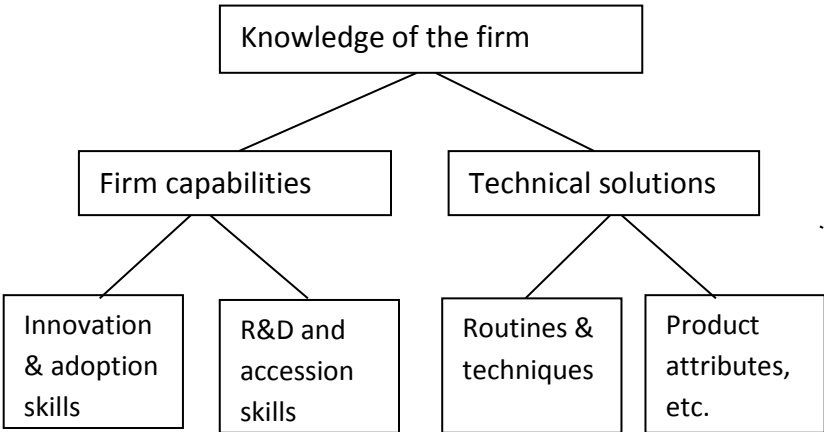 Knowledge of the firm
Firm capabilities
Technical solutions
Innovation
& adoption
skills
R&D and
accession
skills
Routines &
techniques
Product
attributes,
etc.